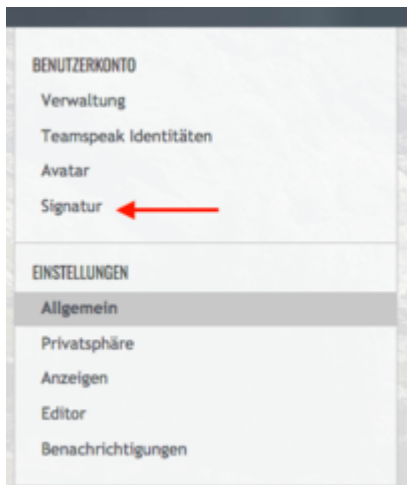 BENUTZERKONTO
Verwaltung
Teamspeak Identitäten
Avatar
Signatur
EINSTELLUNGEN
Allgemein
Privatsphäre
Anzeigen
Editor
Benachrichtigungen